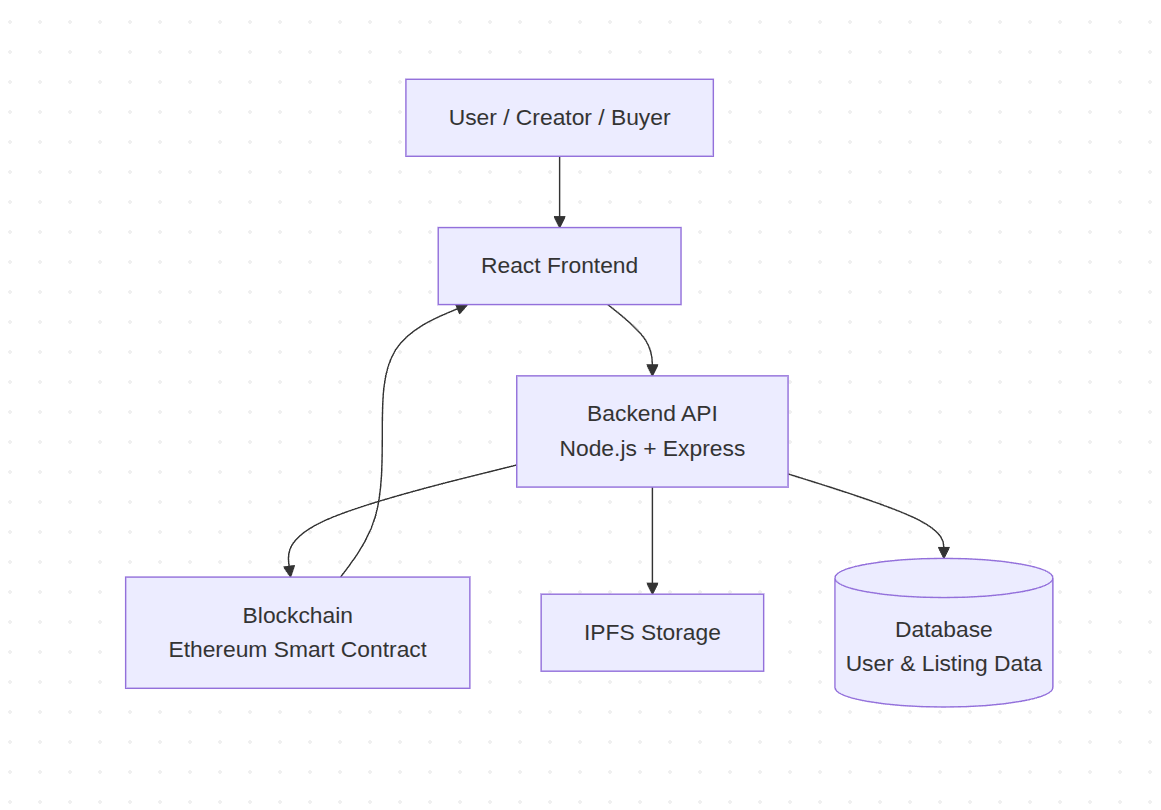 User / Creator / Buyer
React Frontend
Backend API
Node.js + Express
Blockchain
Ethereum Smart Contract
IPFS Storage
Database
User & Listing Data